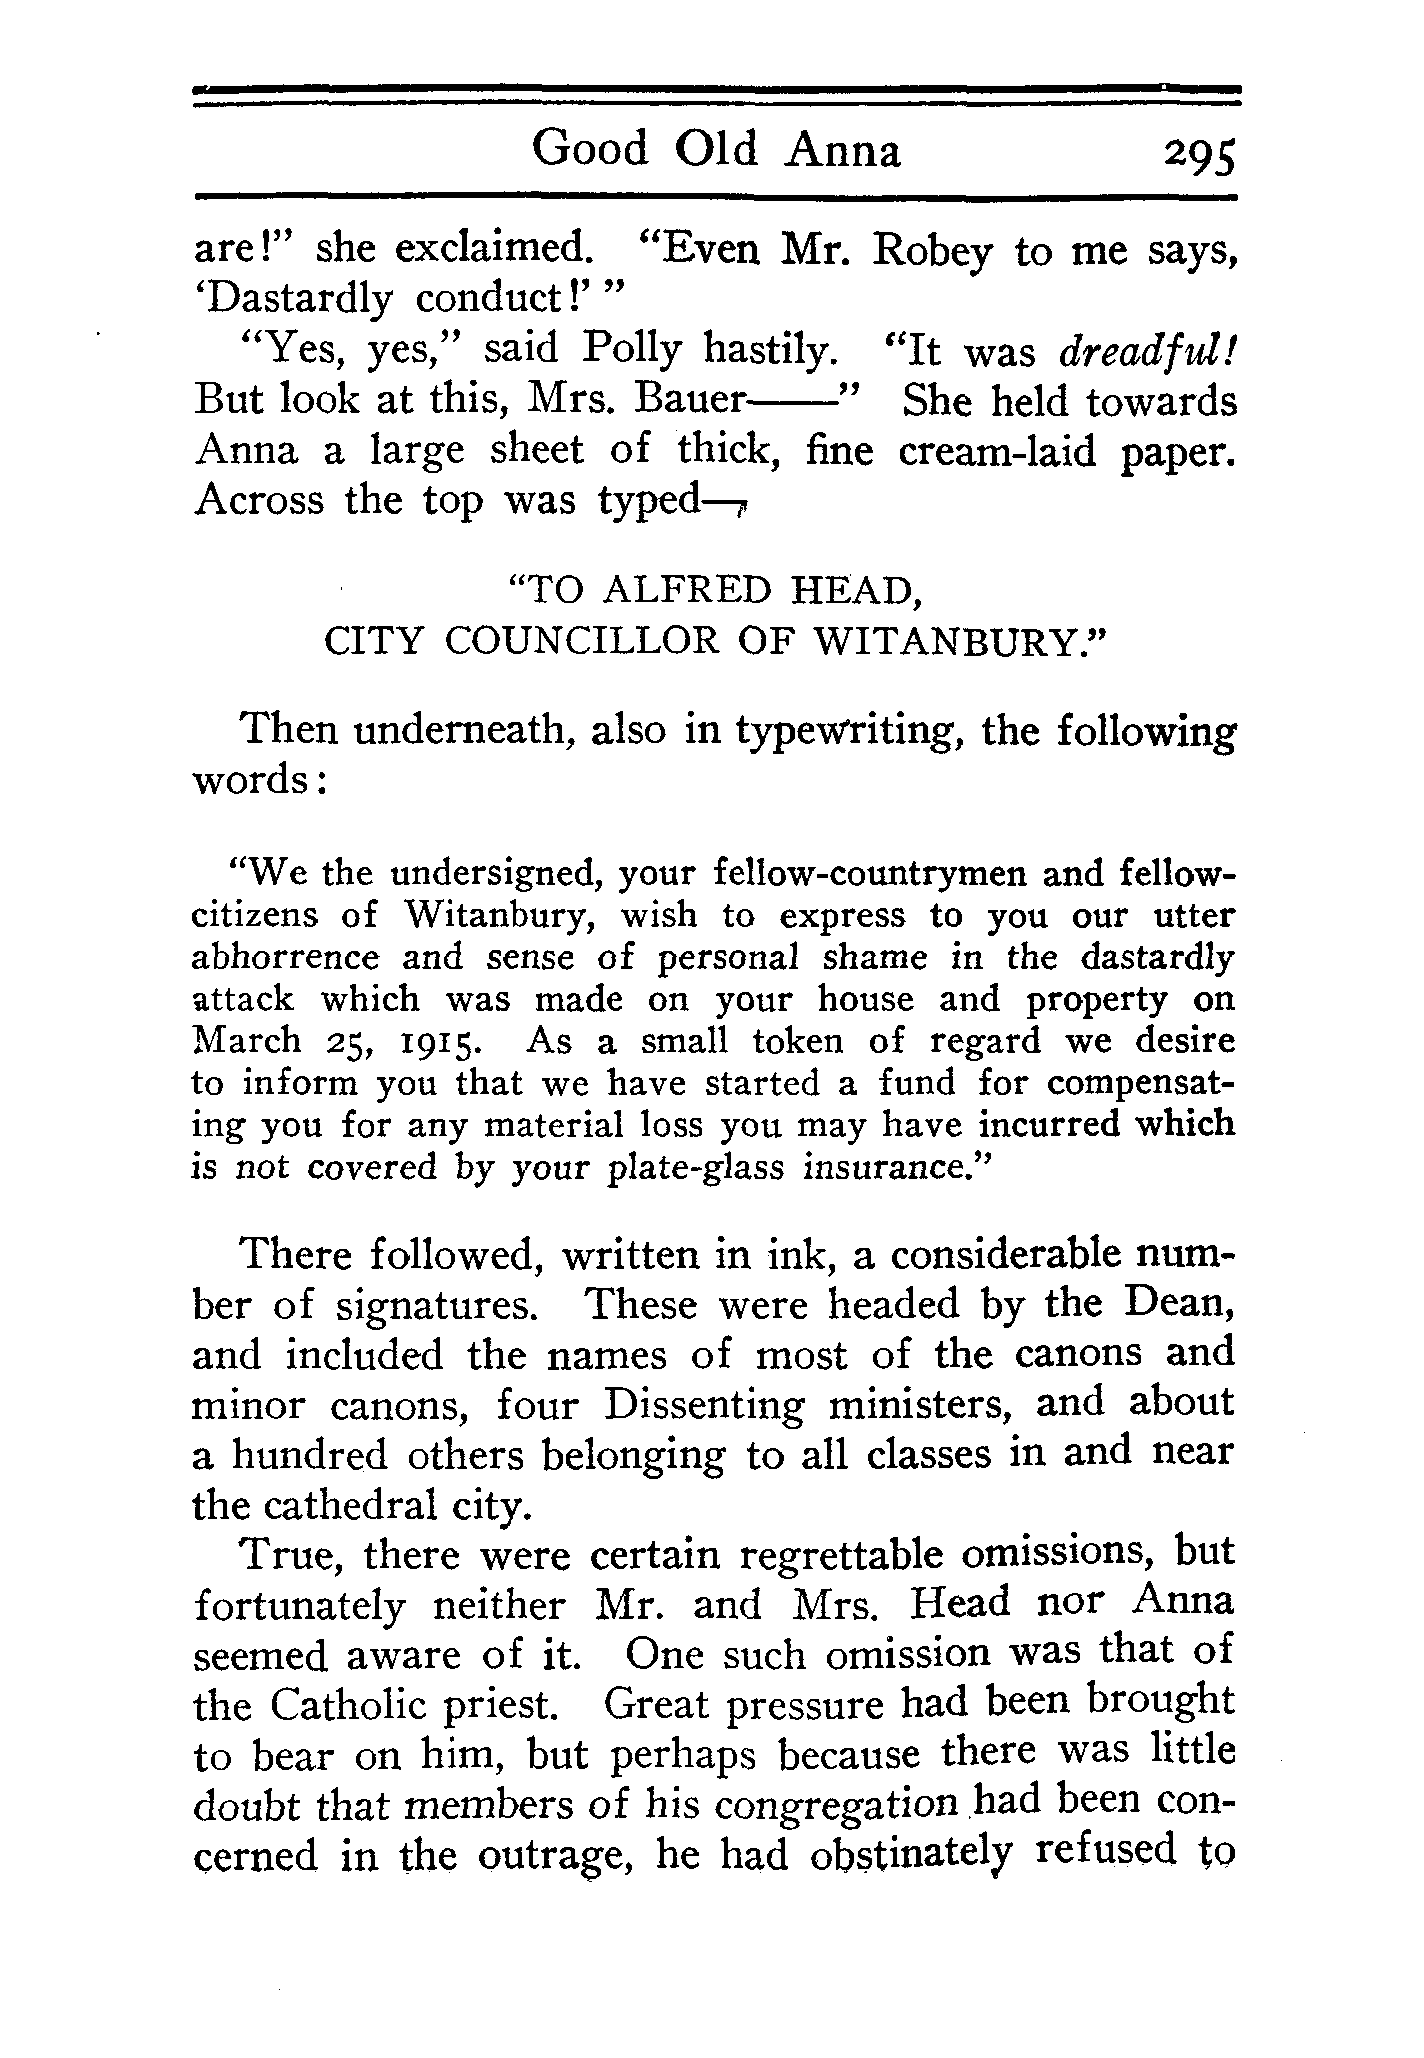 Good Old Anna 295
are!” she exclaimed. “Even Mr. Robey to me says,
‘Dastardly conduct!’ ”
“Yes, yes,” said Polly hastily. “It was dreadful!
But look at this, Mrs. Bauer——” She held towards
Anna a large sheet of thick, fine cream-laid paper.
Across the top was typed—
“TO ALFRED HEAD,
CITY COUNCILLOR OF WITANBURY.”
Then underneath, also in typewriting, the following
words:
“We the undersigned, your fellow-countrymen and fellow-
citizens of Witanbury, wish to express to you our utter
abhorrence and sense of personal shame in the dastardly
attack which was made on your house and property on
March 25, 1915. As a small token of regard we desire
to inform you that we have started a fund for compensat-
ing you for any material loss you may have incurred which
is not covered by your plate-glass insurance.”
There followed, written in ink, a considerable num-
ber of signatures. These were headed by the Dean,
and included the names of most of the canons and
minor canons, four Dissenting ministers, and about
a hundred others belonging to all classes in and near
the cathedral city.
True, there were certain regrettable omissions, but
fortunately neither Mr. and Mrs. Head nor Anna
seemed aware of it. One such omission was that of
the Catholic priest. Great pressure had been brought
to bear on him, but perhaps because there was little
doubt that members of his congregation had been con-
cerned in the outrage, he had obstinately refused to